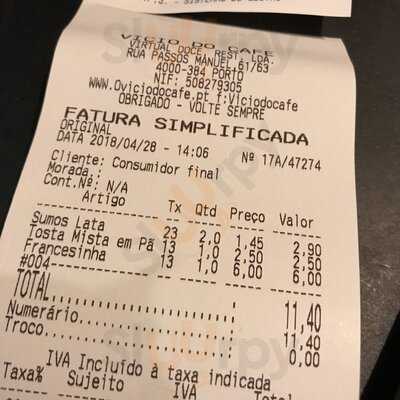 VICIO DO CAFE
VIRTUAL DOCE, REST. LDA.
RUA PASSOS MANUEL 61/63
4000-384 PORTO
NIF: 508279305
www.Oviciodocafe.pt f:Viciodocafe
OBRIGADO - VOLTE SEMPRE
FATURA SIMPLIFICADA
ORIGINAL
DATA 2018/04/28 - 14:06 Nº 17A/47274
Cliente: Consumidor final
Morada.:
Cont.Nº: N/A
Artigo Tx Qtd Preço Valor
Sumos Lata 23 2,0 1,45 2,90
Tosta Mista em Pã 13 1,0 2,50 2,50
Francesinha 13 1,0 6,00 6,00
#004
TOTAL 11,40
Numerário 11,40
Troco 0,00
IVA Incluído à taxa indicada
Taxa% Sujeito IVA Total